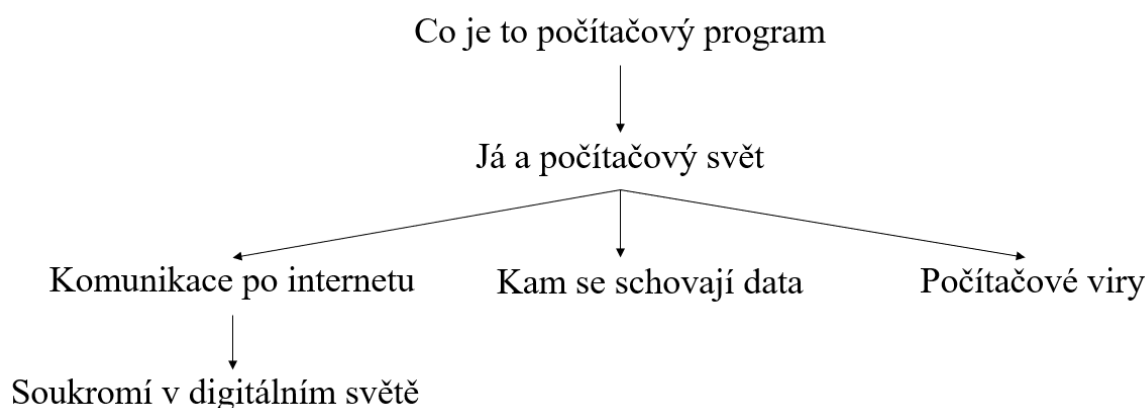 Co je to počítačový program
Já a počítačový svět
Komunikace po internetu
Kam se schovají data
Počítačové viry
Soukromí v digitálním světě